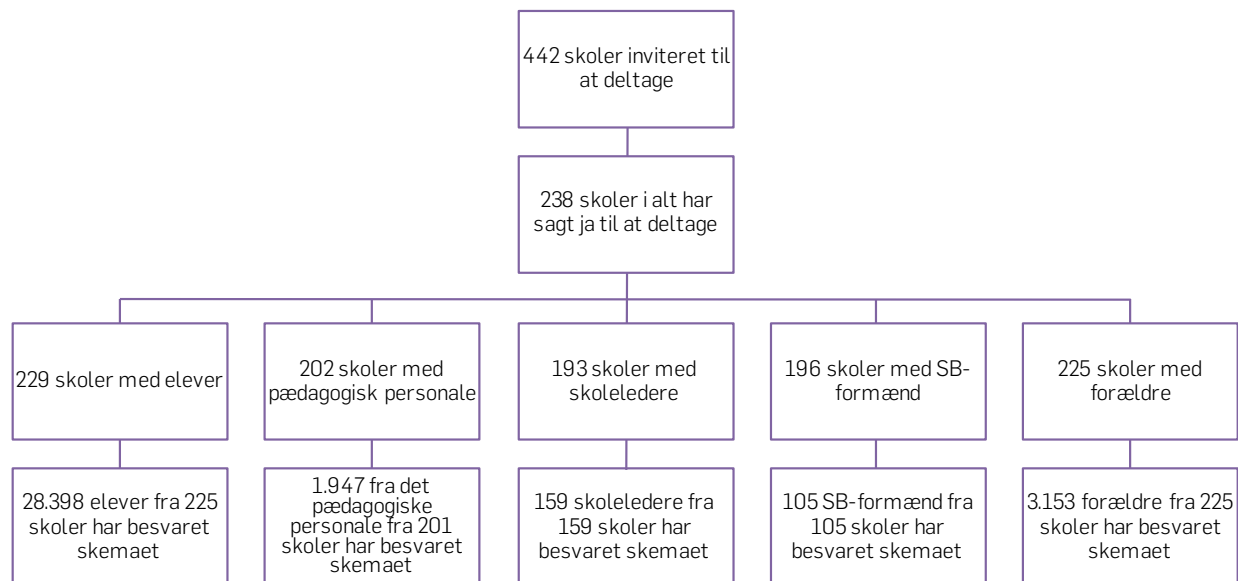 442 skoler inviteret til
at deltage
238 skoler i alt har
sagt ja til at deltage
229 skoler med elever
202 skoler med
pædagogisk personale
193 skoler med
skoleledere
196 skoler med SB-
formænd
225 skoler med
forældre
28.398 elever fra 225
skoler har besvaret
skemaet
1.947 fra det
pædagogiske
personale fra 201
skoler har besvaret
skemaet
159 skoleledere fra
159 skoler har
besvaret skemaet
105 SB-formænd fra
105 skoler har
besvaret skemaet
3.153 forældre fra 225
skoler har besvaret
skemaet